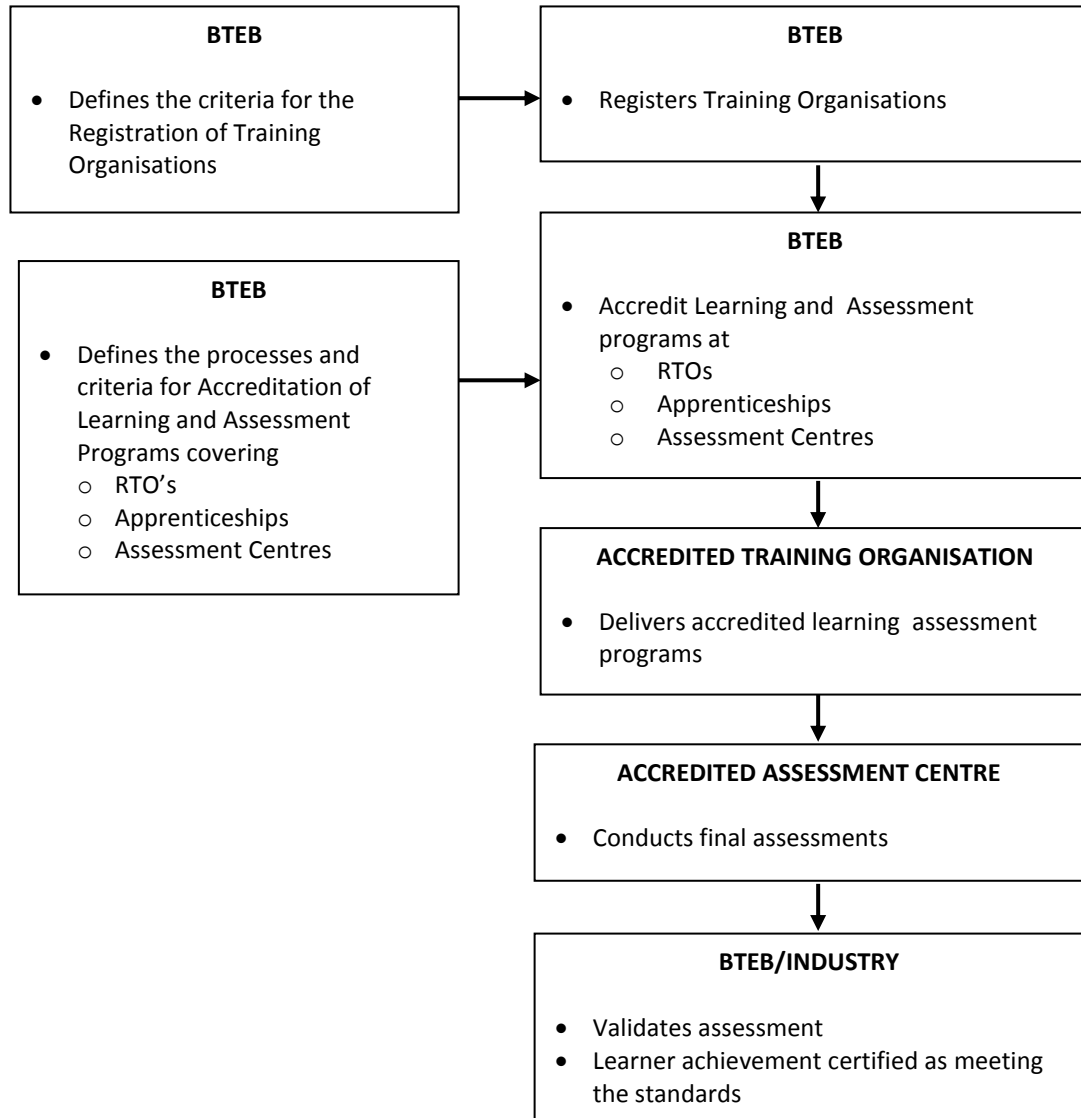 BTEB
• Defines the criteria for the
Registration of Training
Organisations
BTEB
• Registers Training Organisations
BTEB
• Defines the processes and
criteria for Accreditation of
Learning and Assessment
Programs covering
o RTO’s
o Apprenticeships
o Assessment Centres
BTEB
• Accredit Learning and  Assessment
programs at
o RTOs
o Apprenticeships
o Assessment Centres
ACCREDITED TRAINING ORGANISATION
• Delivers accredited learning  assessment
programs
ACCREDITED ASSESSMENT CENTRE
• Conducts final assessments
BTEB/INDUSTRY
• Validates assessment
• Learner achievement certified as meeting
the standards